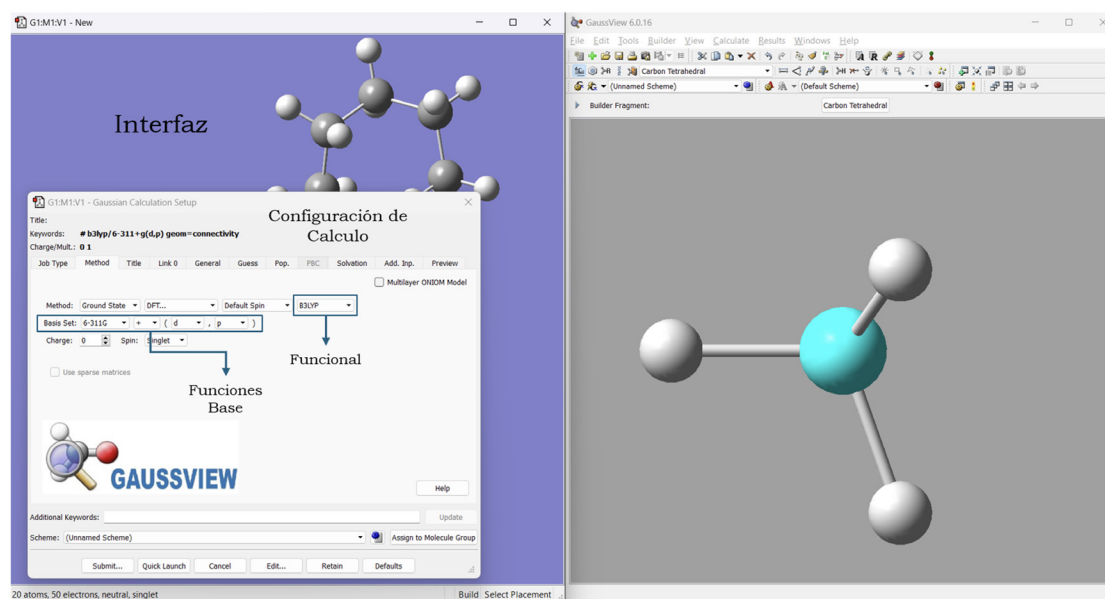 G1:M1:V1 - New
Interfaz
G1:M1:V1 - Gaussian Calculation Setup
Title:
Configuración de
Calculo
Keywords: # b3lyp/6-311+g(d,p) geom=connectivity
Charge/Mult.: 0 1
Job Type Method Title Link 0 General Guess Pop. PBC Solvation Add. Inp. Preview
Multilayer ONIOM Model
Method: Ground State DFT... Default Spin B3LYP
Basis Set: 6-311G + ( d , p )
Charge: 0 Spin: Singlet
Funcional
Use sparse matrices
Funciones
Base
GAUSSVIEW
Help
Additional Keywords: Update
Scheme: (Unnamed Scheme) Assign to Molecule Group
Submit... Quick Launch Cancel Edit... Retain Defaults
20 atoms, 50 electrons, neutral, singlet Build Select Placement
GaussView 6.0.16
File Edit Tools Builder View Calculate Results Windows Help
Carbon Tetrahedral
(Unnamed Scheme) (Default Scheme)
Builder Fragment: Carbon Tetrahedral